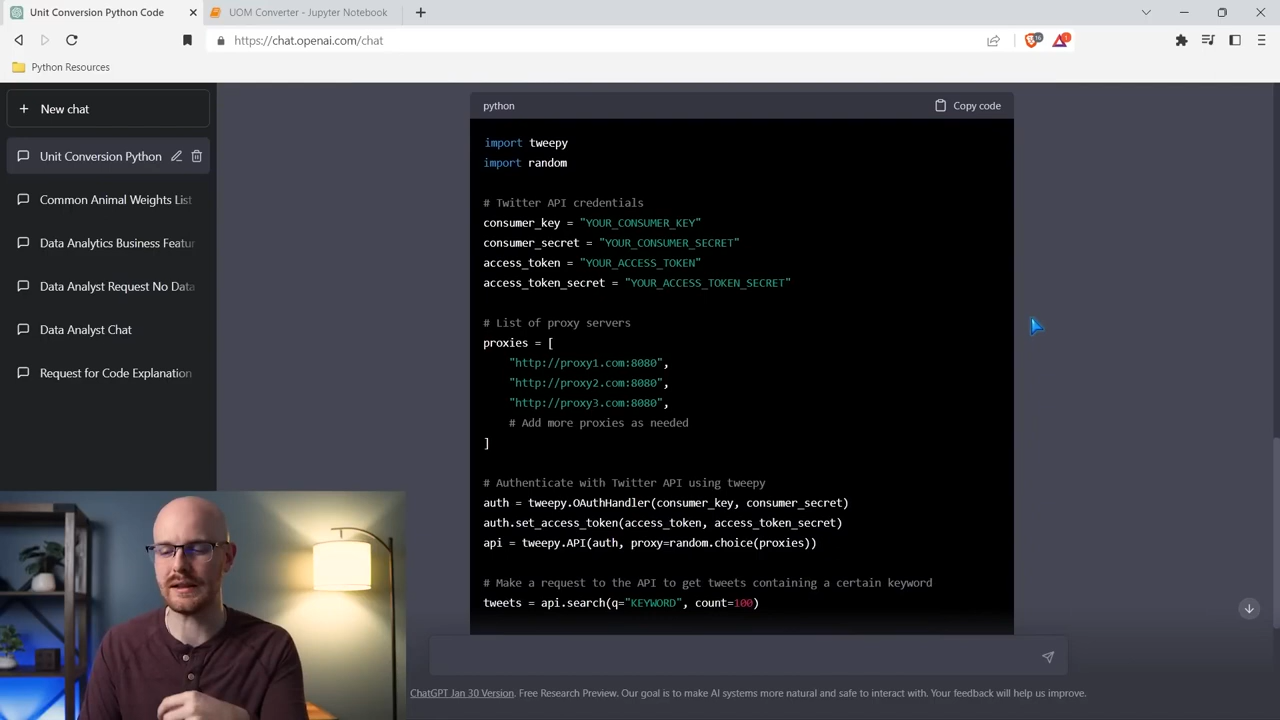 Unit Conversion Python Code
UOM Converter - Jupyter Notebook
https://chat.openai.com/chat
16
1
Python Resources
New chat
Unit Conversion Python
Common Animal Weights List
Data Analytics Business Featur
Data Analyst Request No Data
Data Analyst Chat
Request for Code Explanation
python
Copy code
import tweepy
import random
# Twitter API credentials
consumer_key = "YOUR_CONSUMER_KEY"
consumer_secret = "YOUR_CONSUMER_SECRET"
access_token = "YOUR_ACCESS_TOKEN"
access_token_secret = "YOUR_ACCESS_TOKEN_SECRET"
# List of proxy servers
proxies = [
"http://proxy1.com:8080",
"http://proxy2.com:8080",
"http://proxy3.com:8080",
# Add more proxies as needed
]
# Authenticate with Twitter API using tweepy
auth = tweepy.OAuthHandler(consumer_key, consumer_secret)
auth.set_access_token(access_token, access_token_secret)
api = tweepy.API(auth, proxy=random.choice(proxies))
# Make a request to the API to get tweets containing a certain keyword
tweets = api.search(q="KEYWORD", count=100)
ChatGPT Jan 30 Version. Free Research Preview. Our goal is to make AI systems more natural and safe to interact with. Your feedback will help us improve.